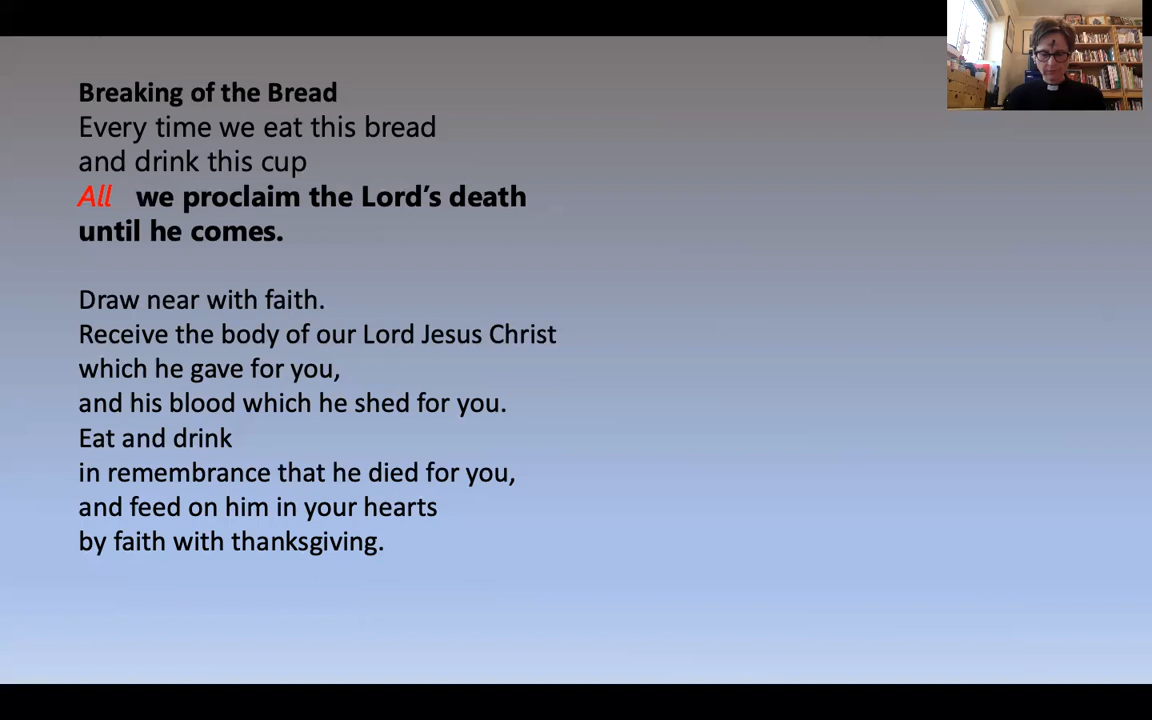 Breaking of the Bread
Every time we eat this bread
and drink this cup
All we proclaim the Lord’s death
until he comes.
Draw near with faith.
Receive the body of our Lord Jesus Christ
which he gave for you,
and his blood which he shed for you.
Eat and drink
in remembrance that he died for you,
and feed on him in your hearts
by faith with thanksgiving.